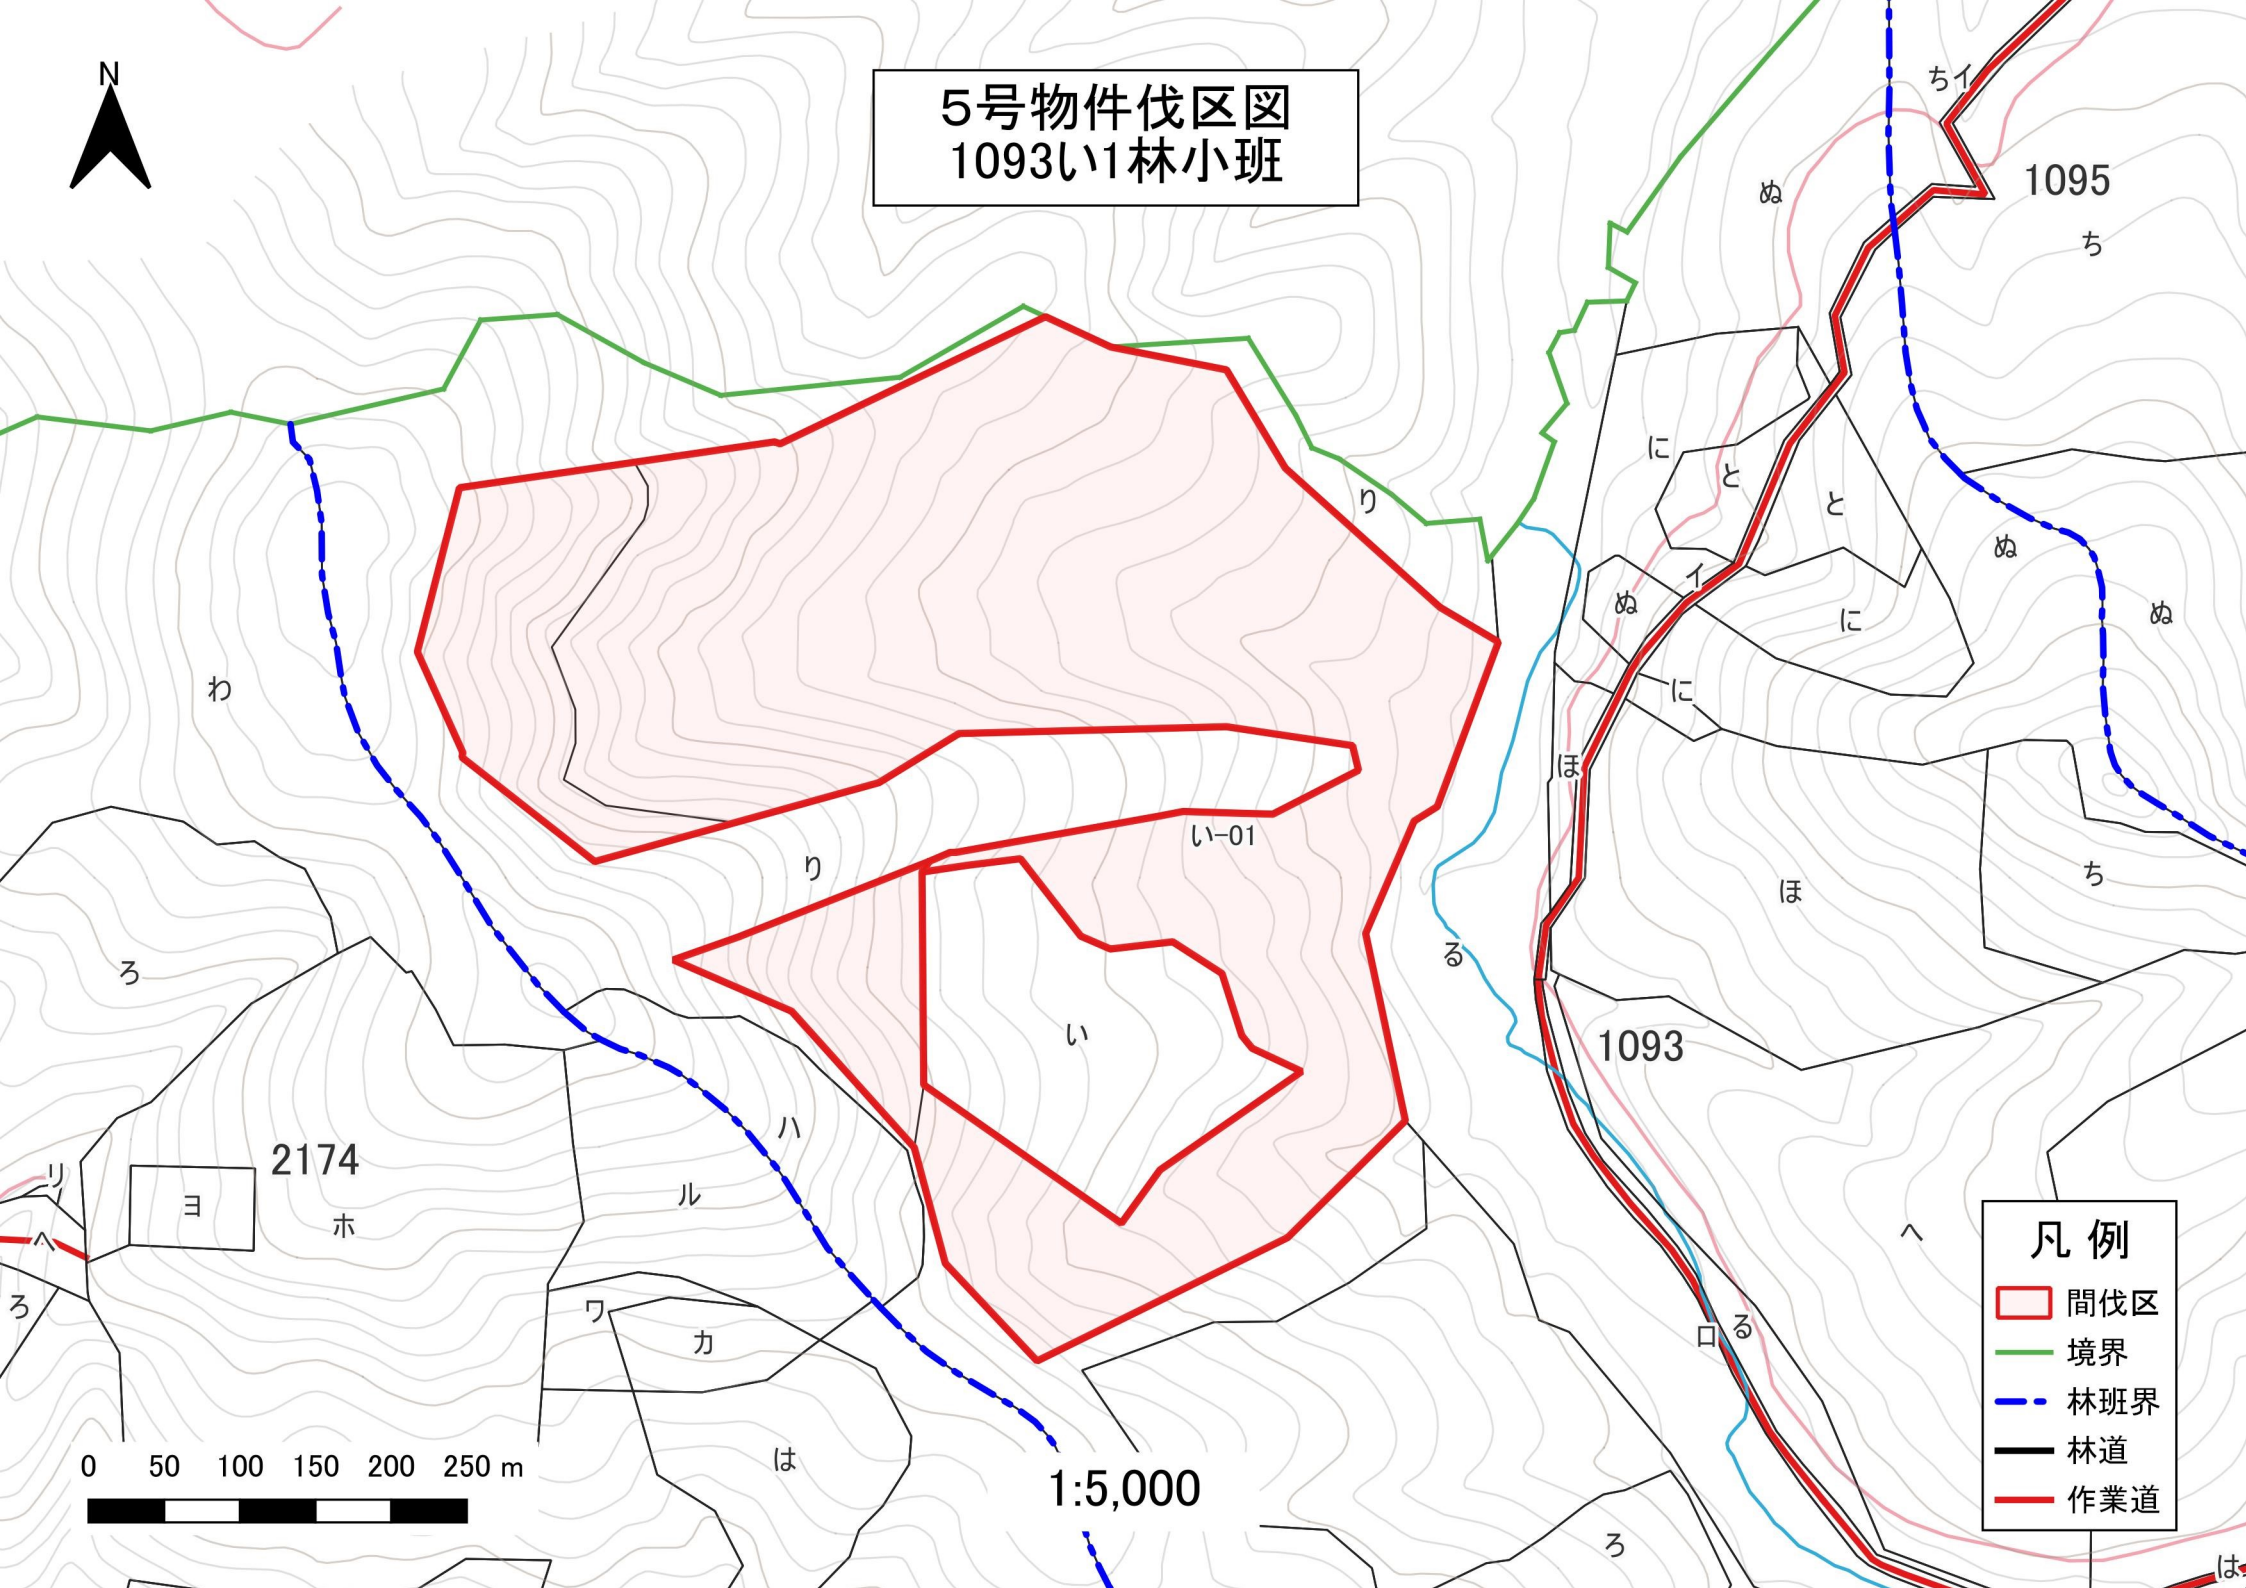 N
5号物件伐区図
1093い1林小班
ちイ
ぬ
1095
ち
に
り
と
と
ぬ
イ
ぬ
に
ぬ
わ
に
ほ
い-01
り
ち
ほ
る
ろ
い
1093
ハ
2174
リ
ヨ
ホ
ル
ヘ
ろ
ワ
カ
る
ロ
へ
は
ろ
は
0 50 100 150 200 250 m
1:5,000
凡 例
間伐区
境界
林班界
林道
作業道